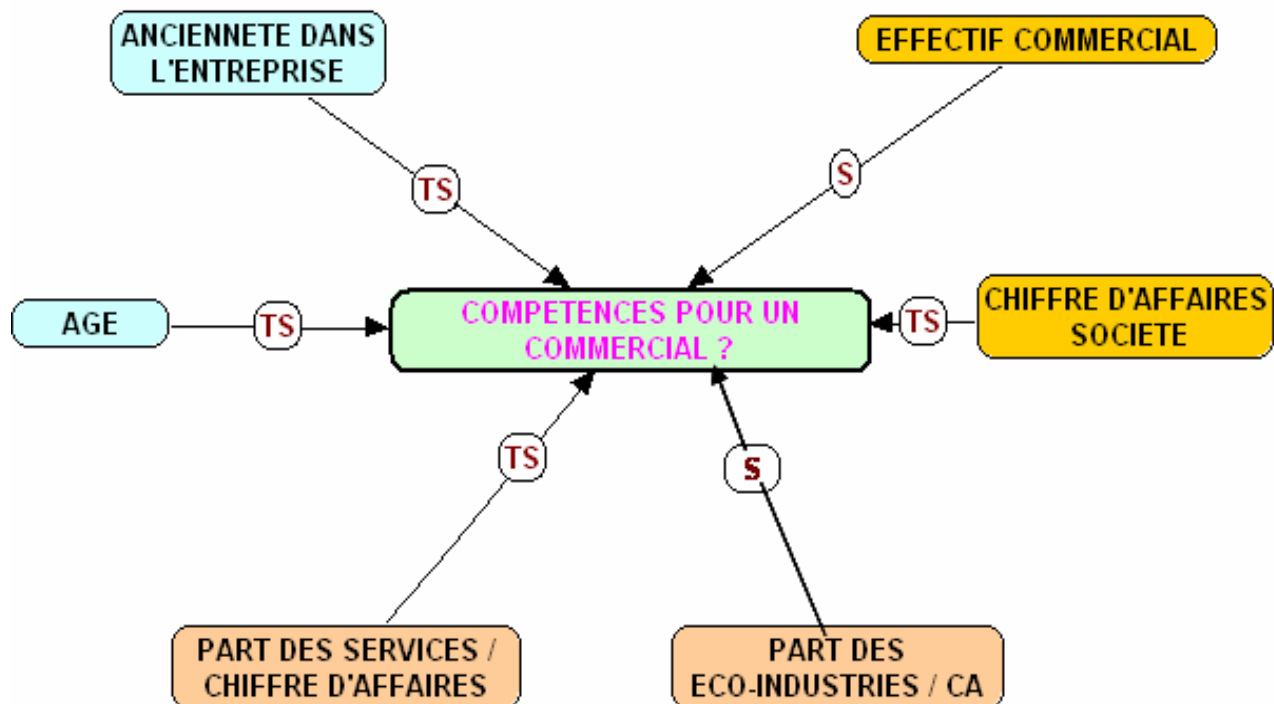 ANCIENNETE DANS
L'ENTREPRISE
EFFECTIF COMMERCIAL
TS
S
AGE
TS
COMPETENCES POUR UN
COMMERCIAL ?
TS
CHIFFRE D'AFFAIRES
SOCIETE
TS
S
PART DES SERVICES /
CHIFFRE D'AFFAIRES
PART DES
ECO-INDUSTRIES / CA